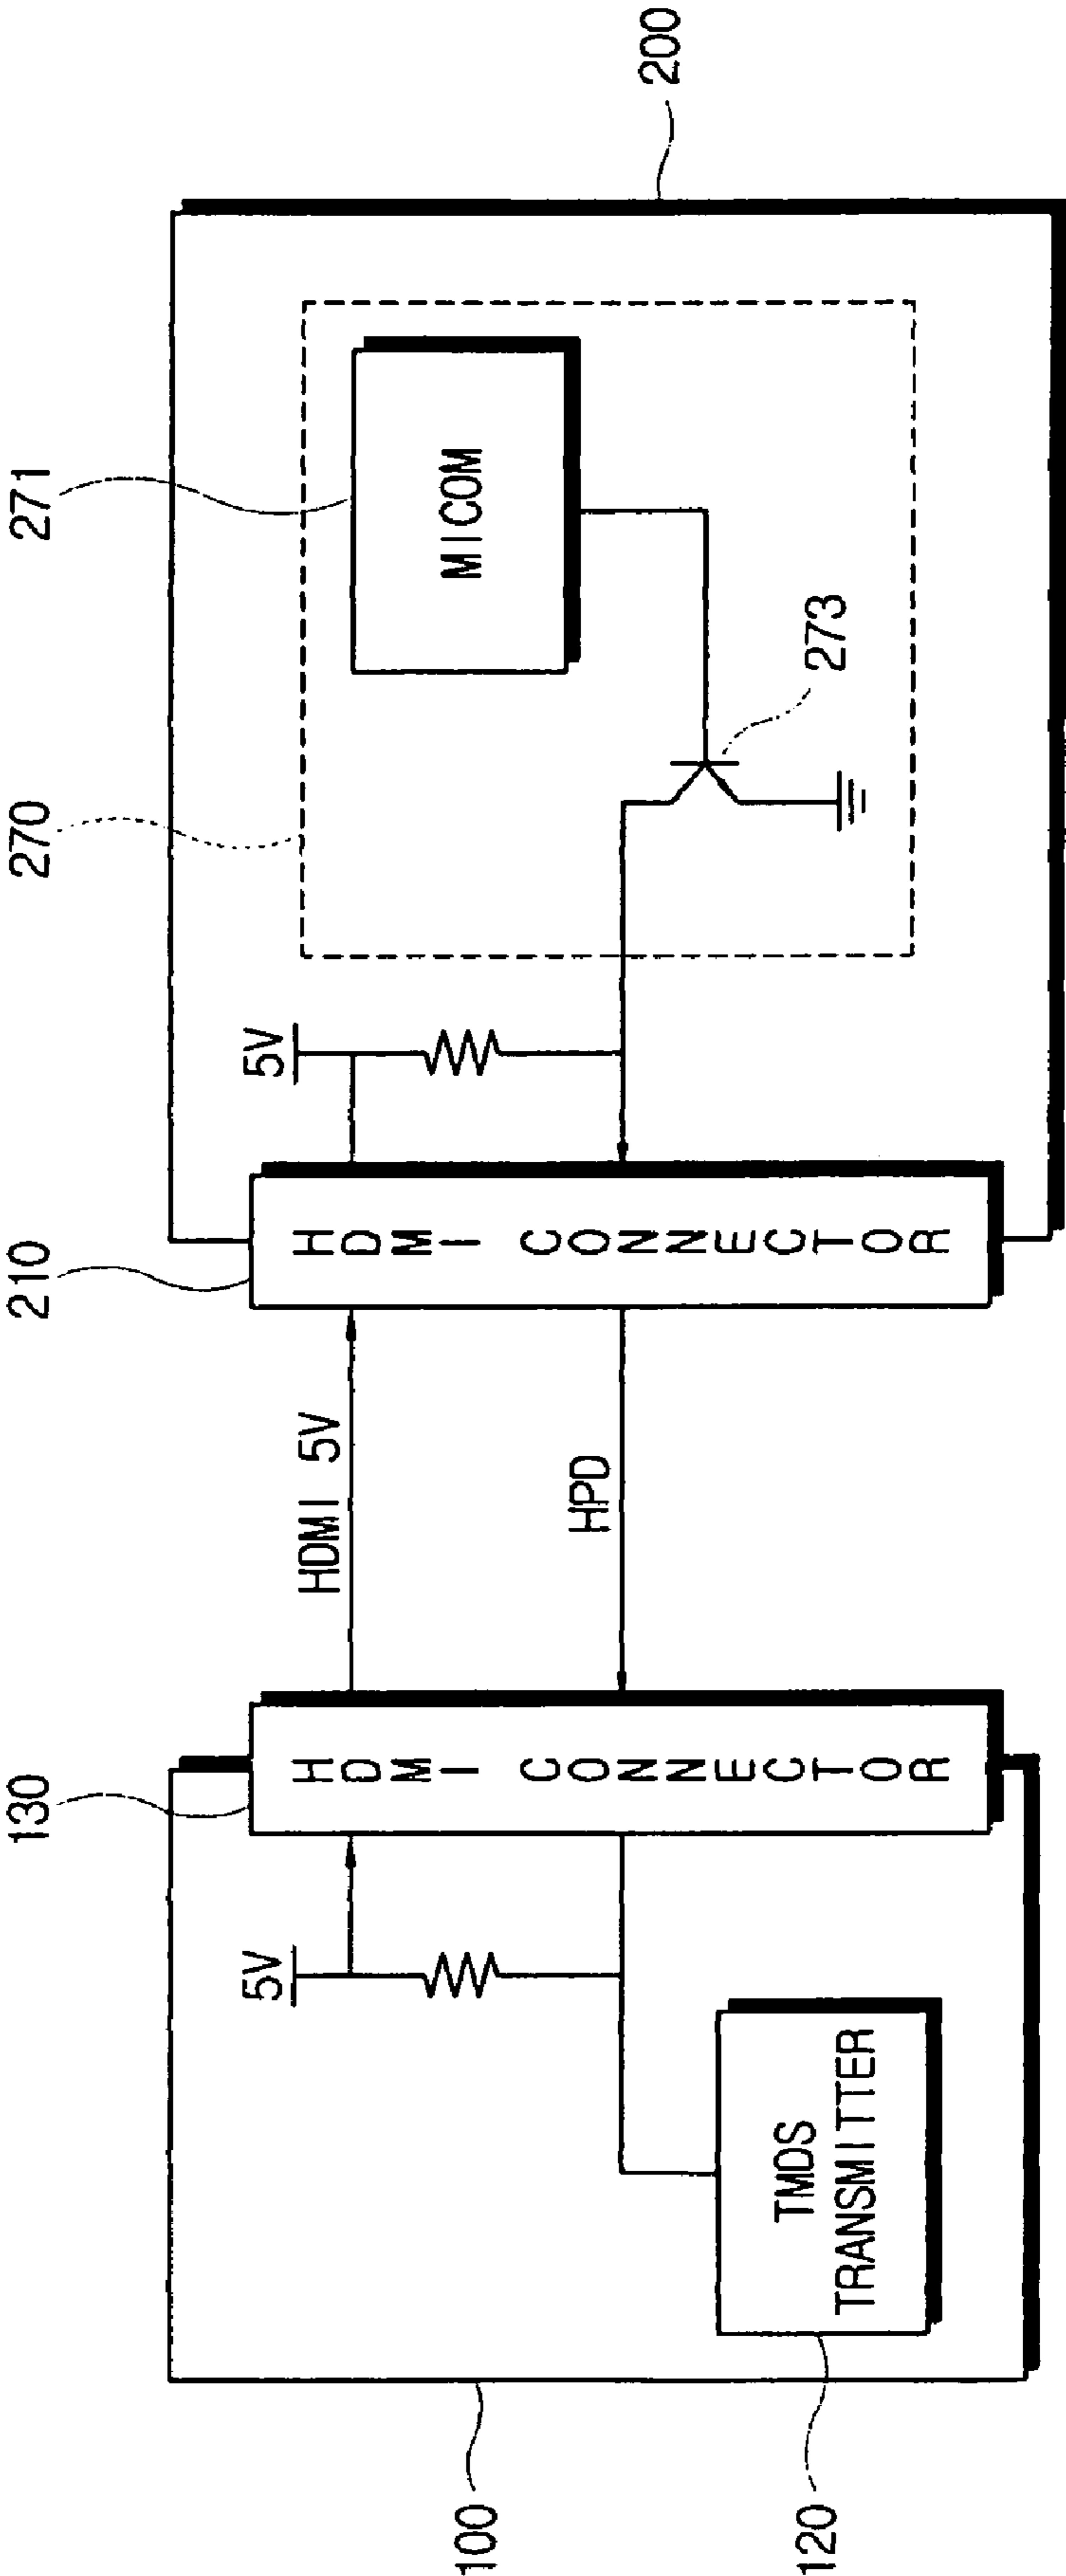 210
270
271
130
5V
5V
HDMI 5V
MICOM
HPD
HDMI CONNECTOR
HDMI CONNECTOR
273
TMDS
TRANSMITTER
100
120
200